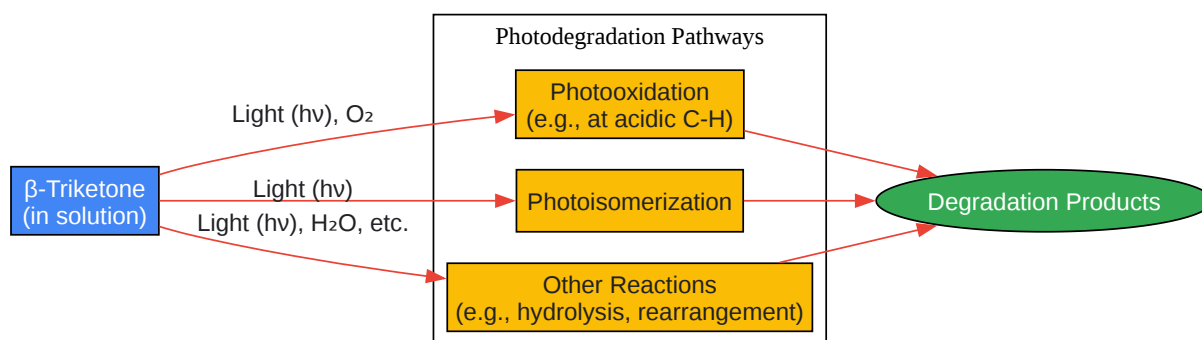 Photodegradation Pathways
Photooxidation
(e.g., at acidic C-H)
Light (hν), O₂
β-Triketone
(in solution)
Light (hν)
Photoisomerization
Degradation Products
Light (hν), H₂O, etc.
Other Reactions
(e.g., hydrolysis, rearrangement)